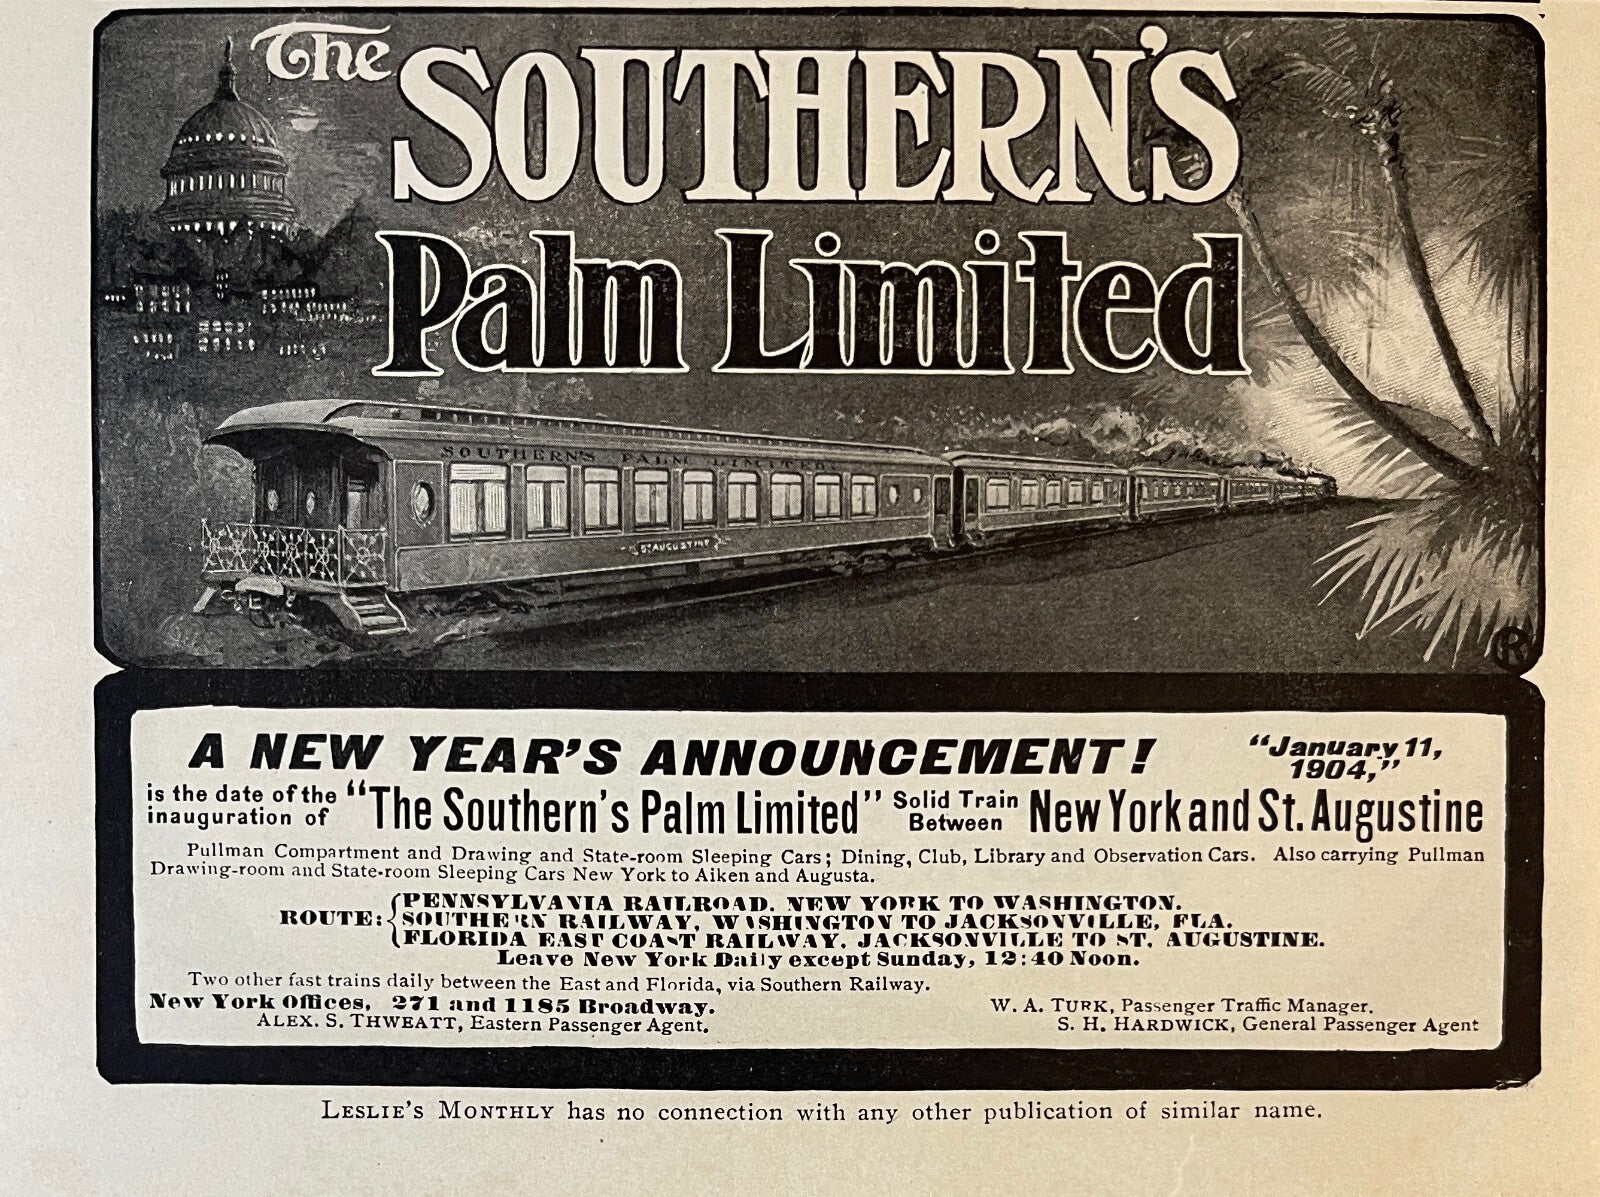 The SOUTHERN'S
Palm Limited
SOUTHERN'S PALM LIMITED.
ST. AUGUSTINE
R
A NEW YEAR'S ANNOUNCEMENT! "January 11,
1904,"
is the date of the
inauguration of "The Southern's Palm Limited" Solid Train
Between New York and St. Augustine
Pullman Compartment and Drawing and State-room Sleeping Cars; Dining, Club, Library and Observation Cars. Also carrying Pullman
Drawing-room and State-room Sleeping Cars New York to Aiken and Augusta.
PENNSYLVANIA RAILROAD. NEW YORK TO WASHINGTON.
ROUTE: SOUTHERN RAILWAY, WASHINGTON TO JACKSONVILLE, FLA.
FLORIDA EAST COAST RAILWAY. JACKSONVILLE TO ST. AUGUSTINE.
Leave New York Daily except Sunday, 12:40 Noon.
Two other fast trains daily between the East and Florida, via Southern Railway.
New York Offices, 271 and 1185 Broadway.
ALEX. S. THWEATT, Eastern Passenger Agent.
W. A. TURK, Passenger Traffic Manager.
S. H. HARDWICK, General Passenger Agent
LESLIE'S MONTHLY has no connection with any other publication of similar name.